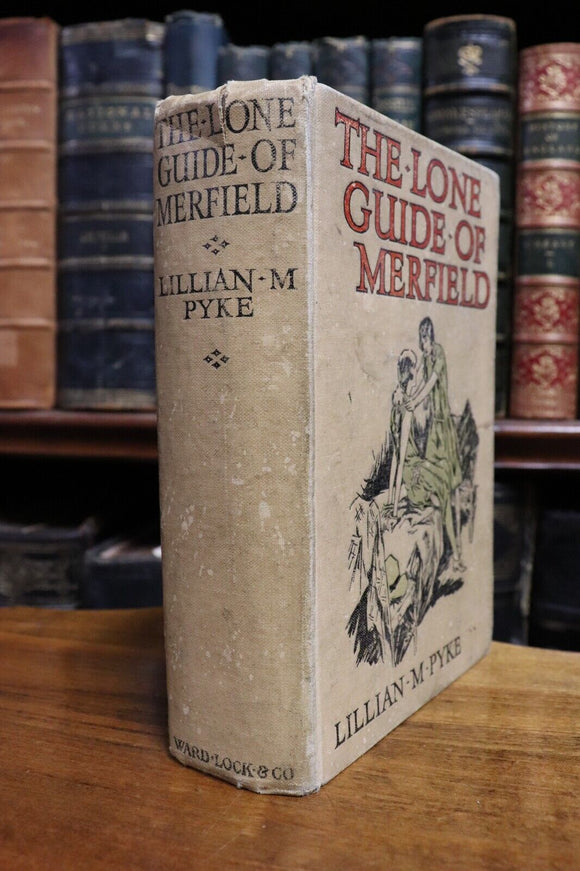 THE·LONE
GUIDE·OF
MERFIELD
LILLIAN·M
PYKE
WARD·LOCK·&CO
THE·LONE
GUIDE·OF
MERFIELD
LILLIAN·M·PYKE